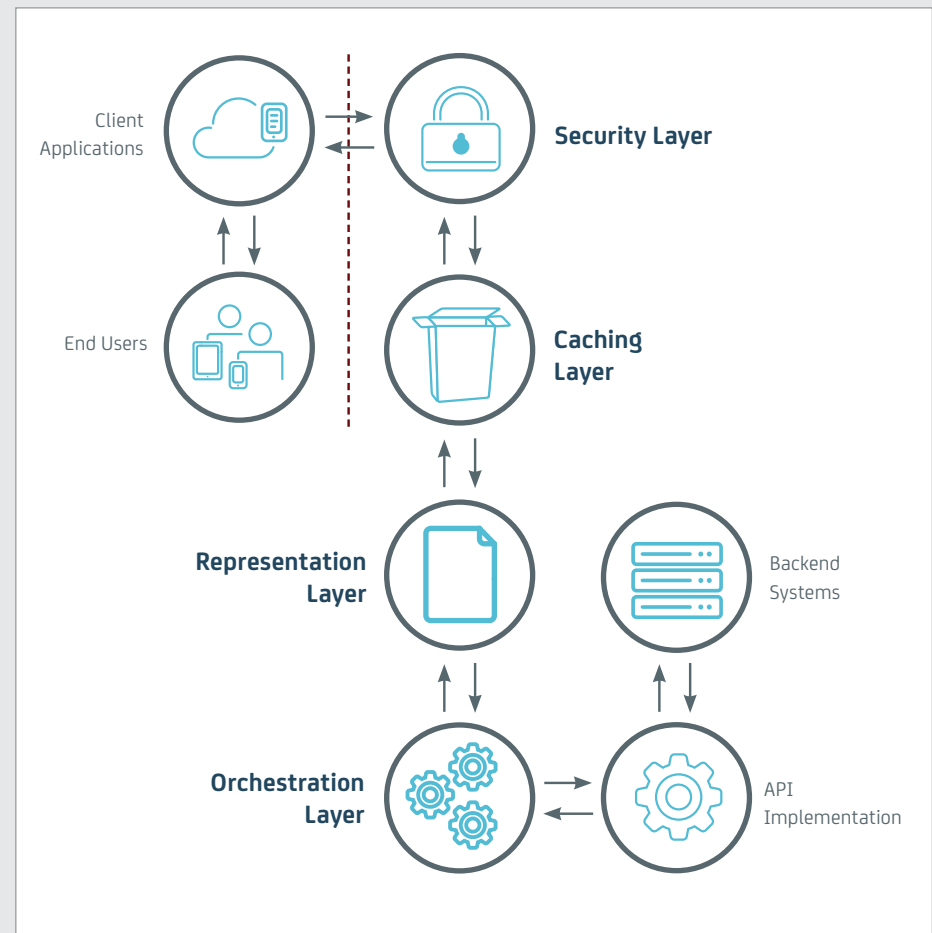 Client
Applications
Security Layer
End Users
Caching
Layer
Representation
Layer
Backend
Systems
Orchestration
Layer
API
Implementation